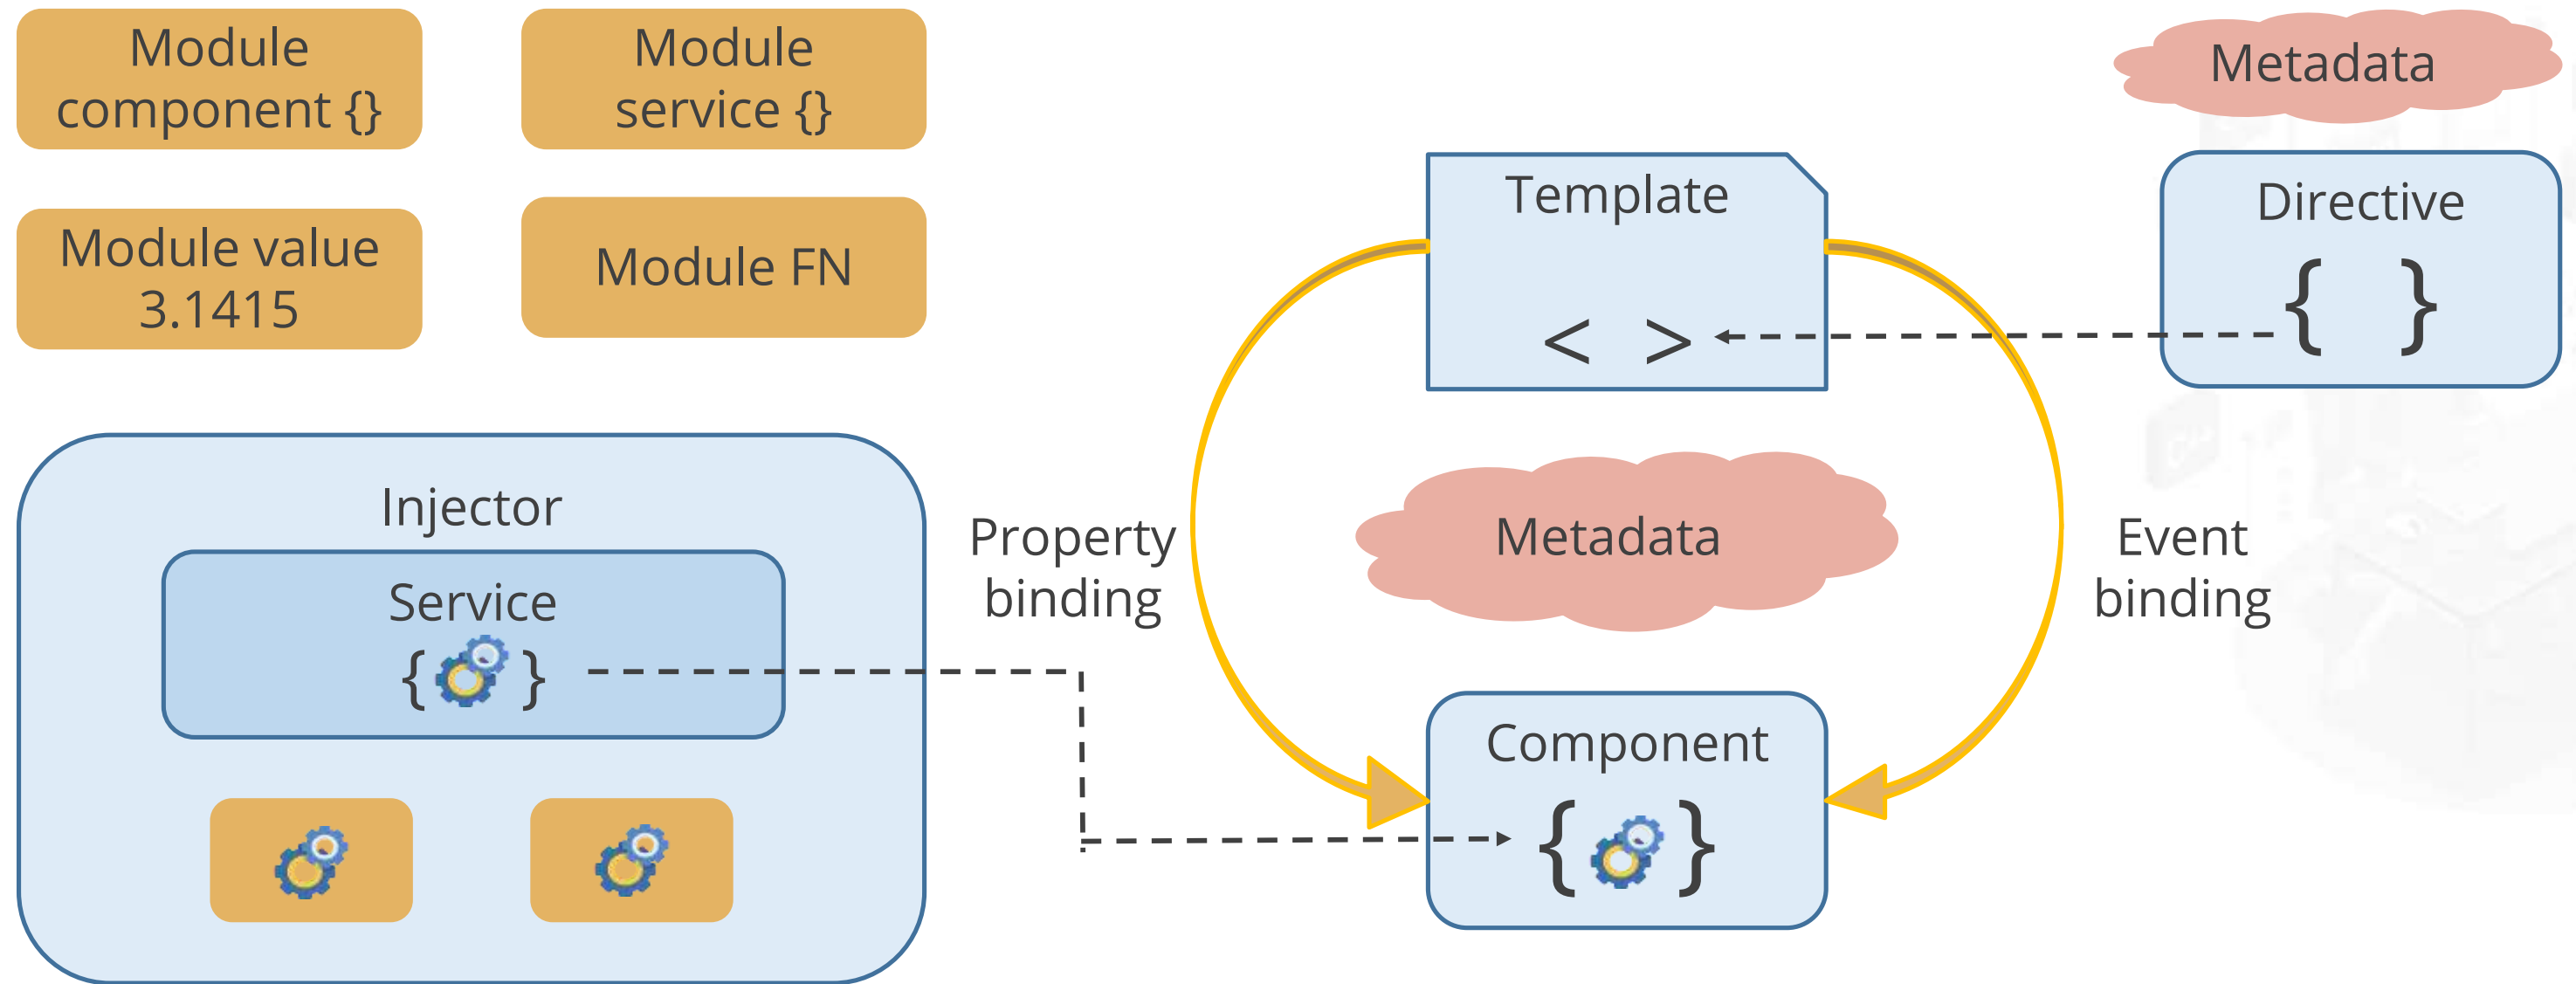 Module
component {}
Module
service {}
Module value
3.1415
Module FN
Injector
Service
{ }
Property
binding
Template
< >
Metadata
Component
{ }
Event
binding
Metadata
Directive
{ }